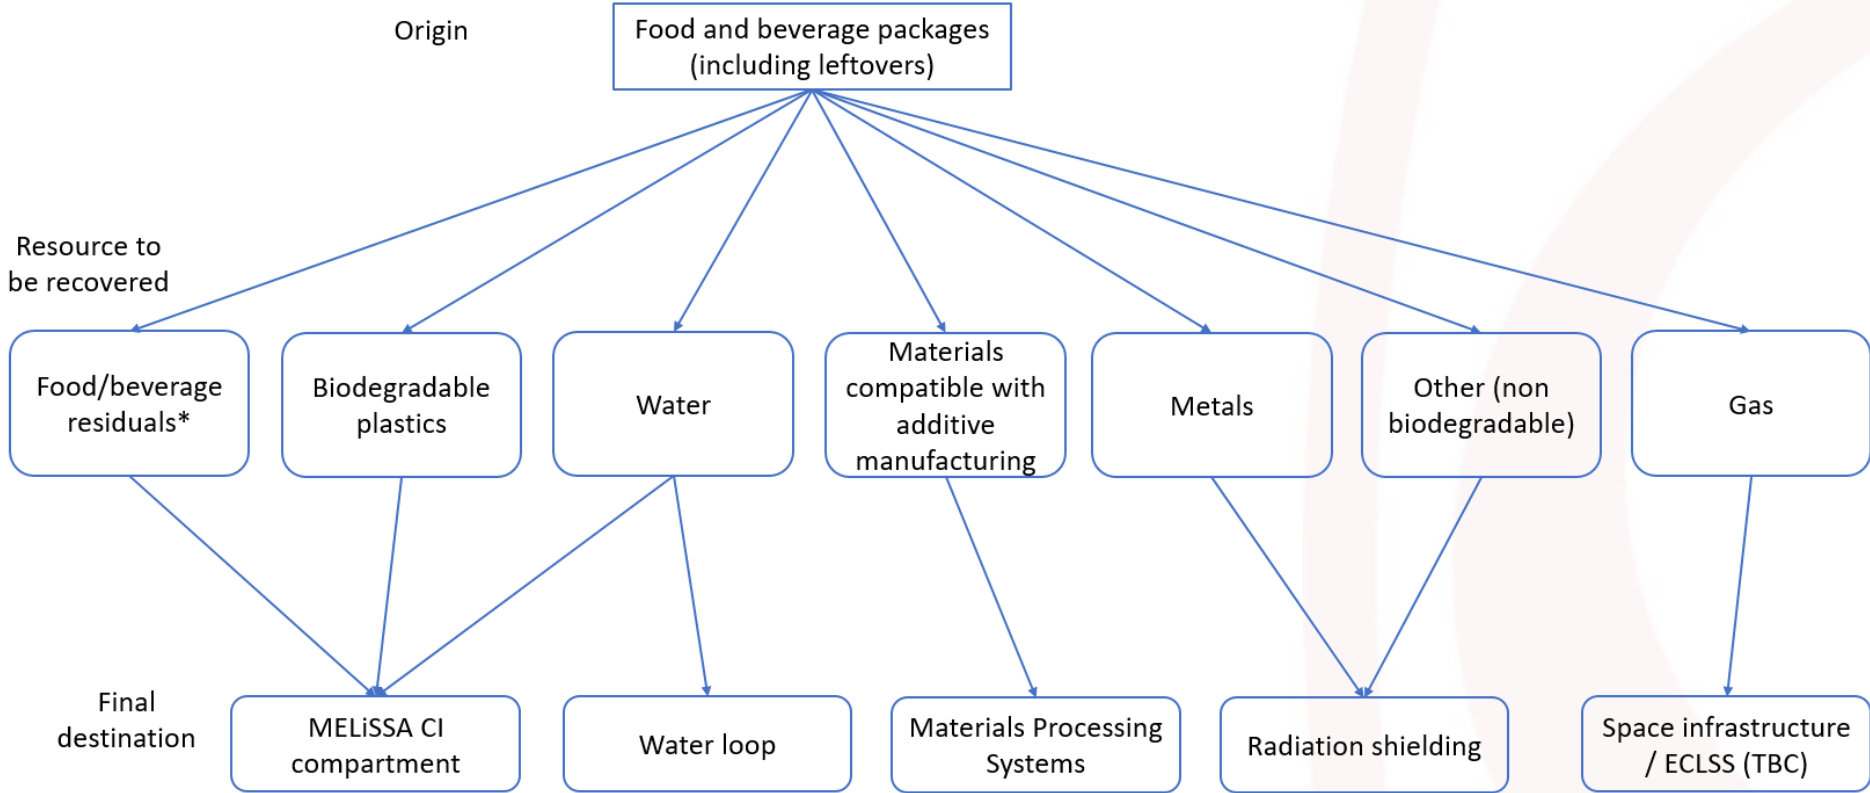 Origin
Food and beverage packages
(including leftovers)
Resource to
be recovered
Food/beverage
residuals*
Biodegradable
plastics
Water
Materials
compatible with
additive
manufacturing
Metals
Other (non
biodegradable)
Gas
Final
destination
MELiSSA CI
compartment
Water loop
Materials Processing
Systems
Radiation shielding
Space infrastructure
/ ECLSS (TBC)